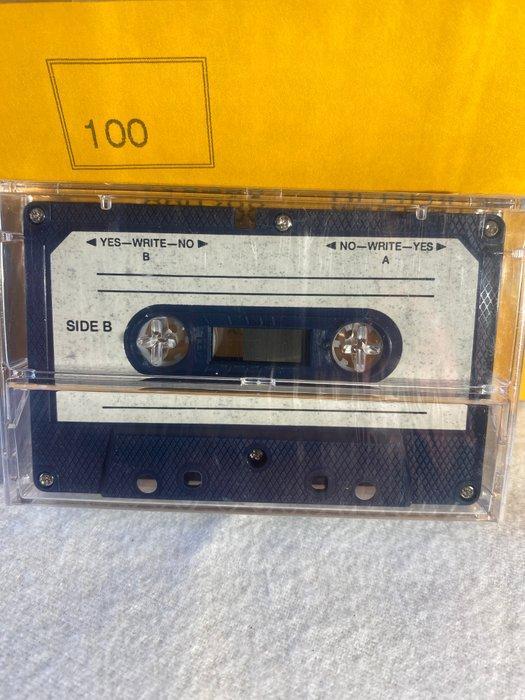 100
◄ YES—WRITE—NO ►
B
◄ NO—WRITE—YES ►
A
SIDE B